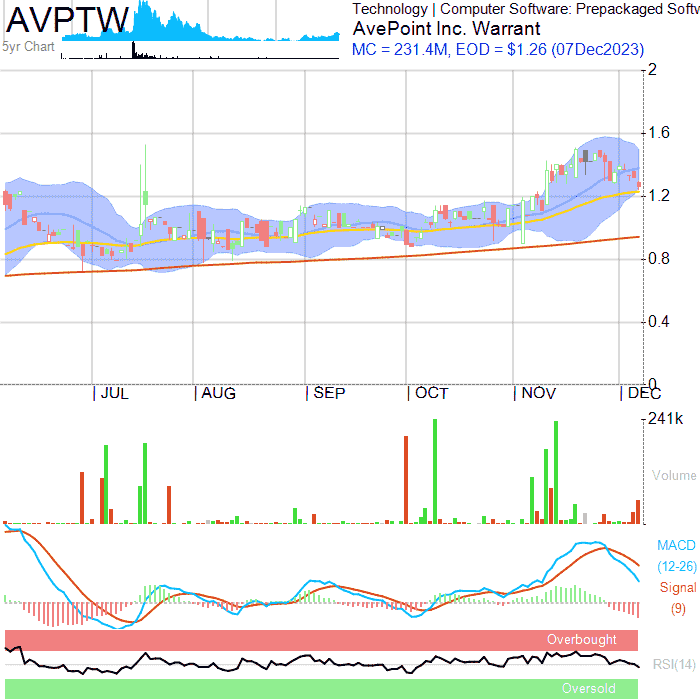 AVPTW
5yr Chart
Technology | Computer Software: Prepackaged Softw
AvePoint Inc. Warrant
MC = 231.4M, EOD = $1.26 (07Dec2023)
2
1.6
1.2
0.8
0.4
0
JUL AUG SEP OCT NOV DEC
241k
Volume
MACD
(12-26)
Signal
(9)
Overbought
RSI(14)
Oversold